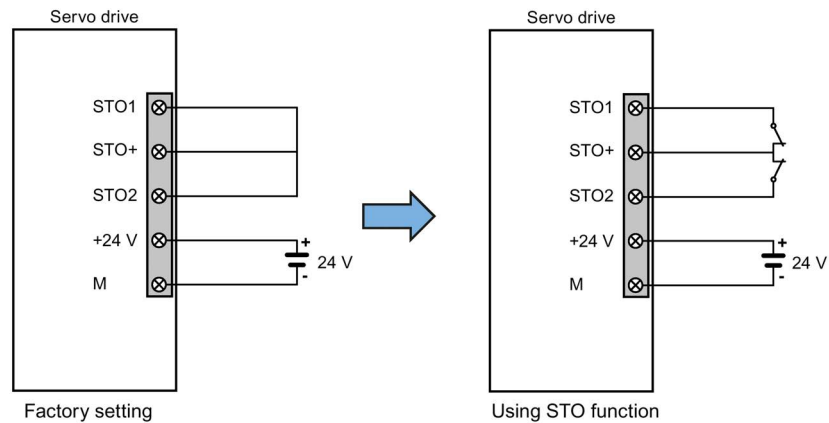 Servo drive
STO1
STO+
STO2
+24 V
M
+
24 V
-
Factory setting
Servo drive
STO1
STO+
STO2
+24 V
M
+
24 V
-
Using STO function